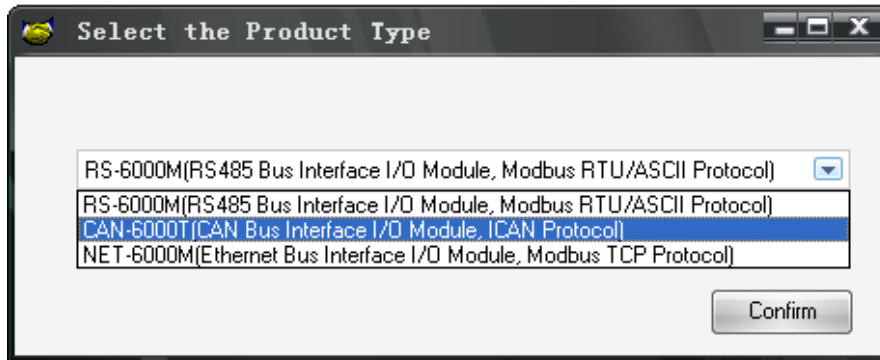 Select the Product Type
RS-6000M(RS485 Bus Interface I/O Module, Modbus RTU/ASCII Protocol)
RS-6000M(RS485 Bus Interface I/O Module, Modbus RTU/ASCII Protocol)
CAN-6000T(CAN Bus Interface I/O Module, ICAN Protocol)
NET-6000M(Ethernet Bus Interface I/O Module, Modbus TCP Protocol)
Confirm